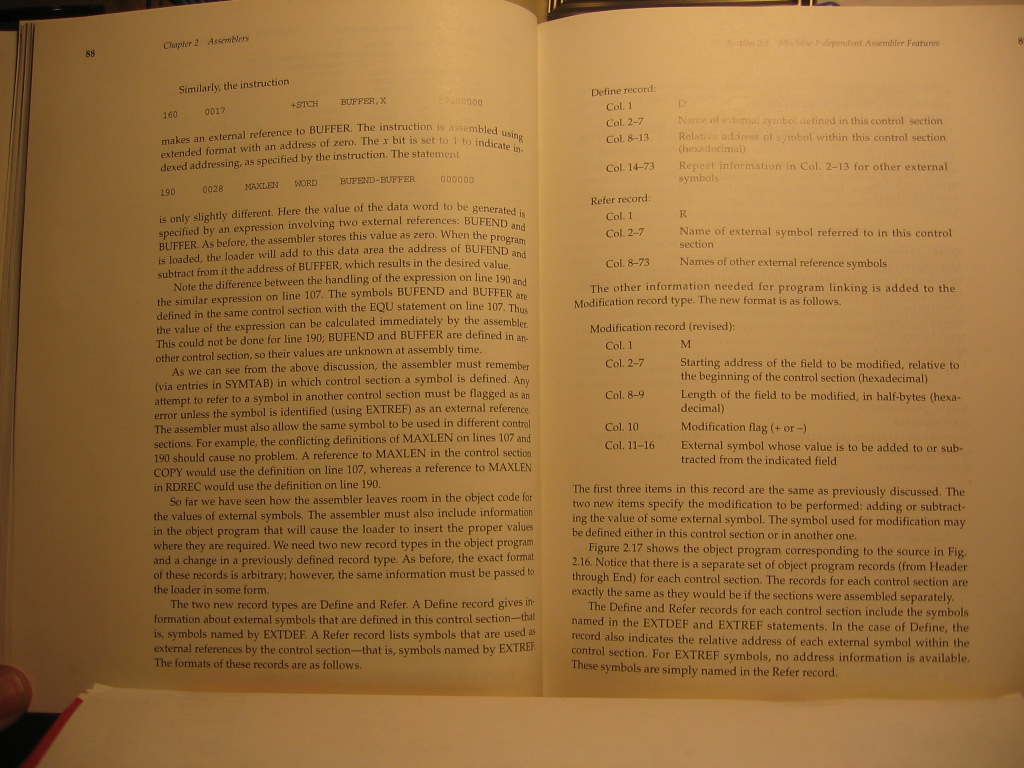 88
Chapter 2 Assemblers
Similarly, the instruction
160 0017 +STCH BUFFER,X 57900000
makes an external reference to BUFFER. The instruction is assembled using
extended format with an address of zero. The x bit is set to 1 to indicate in-
dexed addressing, as specified by the instruction. The statement
190 0028 MAXLEN WORD BUFEND-BUFFER 000000
is only slightly different. Here the value of the data word to be generated is
specified by an expression involving two external references: BUFEND and
BUFFER. As before, the assembler stores this value as zero. When the program
is loaded, the loader will add to this data area the address of BUFEND and
subtract from it the address of BUFFER, which results in the desired value.
Note the difference between the handling of the expression on line 190 and
the similar expression on line 107. The symbols BUFEND and BUFFER are
defined in the same control section with the EQU statement on line 107. Thus
the value of the expression can be calculated immediately by the assembler.
This could not be done for line 190; BUFEND and BUFFER are defined in an-
other control section, so their values are unknown at assembly time.
As we can see from the above discussion, the assembler must remember
(via entries in SYMTAB) in which control section a symbol is defined. Any
attempt to refer to a symbol in another control section must be flagged as an
error unless the symbol is identified (using EXTREF) as an external reference.
The assembler must also allow the same symbol to be used in different control
sections. For example, the conflicting definitions of MAXLEN on lines 107 and
190 should cause no problem. A reference to MAXLEN in the control section
COPY would use the definition on line 107, whereas a reference to MAXLEN
in RDREC would use the definition on line 190.
So far we have seen how the assembler leaves room in the object code for
the values of external symbols. The assembler must also include information
in the object program that will cause the loader to insert the proper values
where they are required. We need two new record types in the object program
and a change in a previously defined record type. As before, the exact format
of these records is arbitrary; however, the same information must be passed to
the loader in some form.
The two new record types are Define and Refer. A Define record gives in-
formation about external symbols that are defined in this control section—that
is, symbols named by EXTDEF. A Refer record lists symbols that are used as
external references by the control section—that is, symbols named by EXTREF.
The formats of these records are as follows.
Section 2.3 Machine-Independent Assembler Features
Define record:
Col. 1 D
Col. 2–7 Name of external symbol defined in this control section
Col. 8–13 Relative address of symbol within this control section
(hexadecimal)
Col. 14–73 Repeat information in Col. 2–13 for other external
symbols
Refer record:
Col. 1 R
Col. 2–7 Name of external symbol referred to in this control
section
Col. 8–73 Names of other external reference symbols
The other information needed for program linking is added to the
Modification record type. The new format is as follows.
Modification record (revised):
Col. 1 M
Col. 2–7 Starting address of the field to be modified, relative to
the beginning of the control section (hexadecimal)
Col. 8–9 Length of the field to be modified, in half-bytes (hexa-
decimal)
Col. 10 Modification flag (+ or –)
Col. 11–16 External symbol whose value is to be added to or sub-
tracted from the indicated field
The first three items in this record are the same as previously discussed. The
two new items specify the modification to be performed: adding or subtract-
ing the value of some external symbol. The symbol used for modification may
be defined either in this control section or in another one.
Figure 2.17 shows the object program corresponding to the source in Fig.
2.16. Notice that there is a separate set of object program records (from Header
through End) for each control section. The records for each control section are
exactly the same as they would be if the sections were assembled separately.
The Define and Refer records for each control section include the symbols
named in the EXTDEF and EXTREF statements. In the case of Define, the
record also indicates the relative address of each external symbol within the
control section. For EXTREF symbols, no address information is available.
These symbols are simply named in the Refer record.